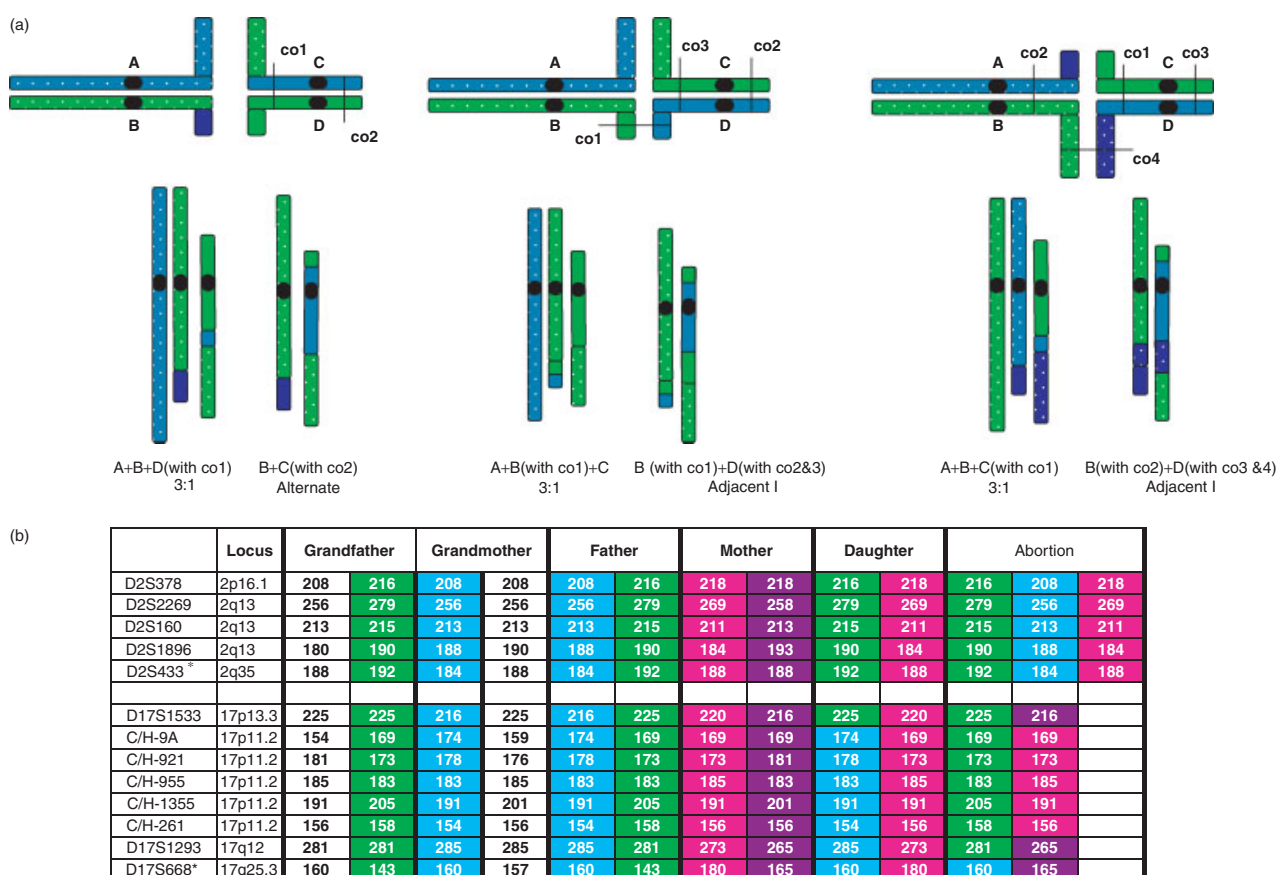 (a)
co1
A
C
B
D
co2
co3
co2
A
C
B
D
co1
co2
co1
co3
A
C
B
D
co4
A+B+D(with co1)
3:1
B+C(with co2)
Alternate
A+B(with co1)+C
3:1
B (with co1)+D(with co2&3)
Adjacent I
A+B+C(with co1)
3:1
B(with co2)+D(with co3 &4)
Adjacent I
(b)
Locus Grandfather Grandmother Father Mother Daughter Abortion
D2S378 2p16.1 208 216 208 208 208 216 218 218 216 218 216 208 218
D2S2269 2q13 256 279 256 256 256 279 269 258 279 269 279 256 269
D2S160 2q13 213 215 213 213 213 215 211 213 215 211 215 213 211
D2S1896 2q13 180 190 188 190 188 190 184 193 190 184 190 188 184
D2S433 * 2q35 188 192 184 188 184 192 188 188 192 188 192 184 188
D17S1533 17p13.3 225 225 216 225 216 225 220 216 225 220 225 216
C/H-9A 17p11.2 154 169 174 159 174 169 169 169 174 169 169 169
C/H-921 17p11.2 181 173 178 176 178 173 173 181 178 173 173 173
C/H-955 17p11.2 185 183 183 185 183 183 185 183 183 185 183 185
C/H-1355 17p11.2 191 205 191 201 191 205 191 201 191 191 205 191
C/H-261 17p11.2 156 158 154 156 154 158 156 156 154 156 158 156
D17S1293 17q12 281 281 285 285 285 281 273 265 285 273 281 265
D17S668* 17q25.3 160 143 160 157 160 143 180 165 160 180 160 165